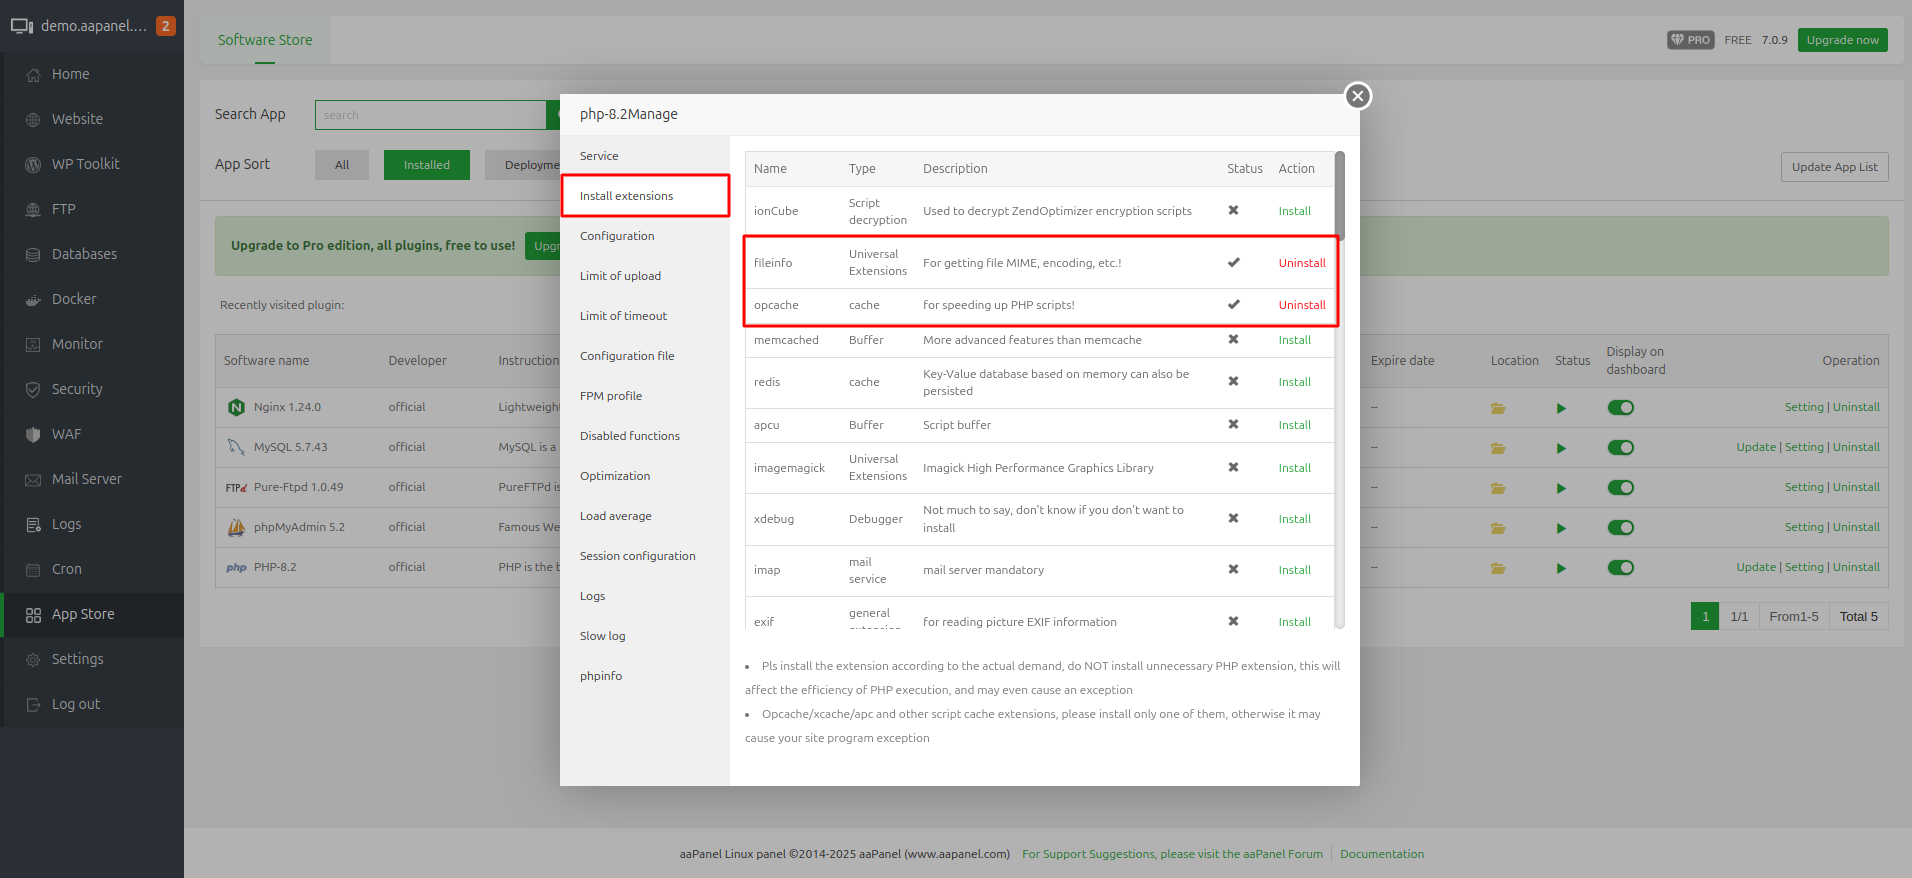 demo.aapanel.... 2
Home
Website
WP Toolkit
FTP
Databases
Docker
Monitor
Security
WAF
Mail Server
Logs
Cron
App Store
Settings
Log out
Software Store
PRO FREE 7.0.9 Upgrade now
Search App search
App Sort All Installed Deployme
Update App List
Upgrade to Pro edition, all plugins, free to use! Upgr
Recently visited plugin:
Software name Developer Instruction Expire date Location Status Display on
dashboard Operation
Nginx 1.24.0 official Lightweight -- Setting | Uninstall
MySQL 5.7.43 official MySQL is a -- Update | Setting | Uninstall
FTPd Pure-Ftpd 1.0.49 official PureFTPd is -- Setting | Uninstall
phpMyAdmin 5.2 official Famous We -- Setting | Uninstall
php PHP-8.2 official PHP is the b -- Update | Setting | Uninstall
1 1/1 From1-5 Total 5
php-8.2Manage
Service
Install extensions
Configuration
Limit of upload
Limit of timeout
Configuration file
FPM profile
Disabled functions
Optimization
Load average
Session configuration
Logs
Slow log
phpinfo
Name Type Description Status Action
ionCube Script
decryption Used to decrypt ZendOptimizer encryption scripts Install
fileinfo Universal
Extensions For getting file MIME, encoding, etc.! Uninstall
opcache cache for speeding up PHP scripts! Uninstall
memcached Buffer More advanced features than memcache Install
redis cache Key-Value database based on memory can also be
persisted Install
apcu Buffer Script buffer Install
imagemagick Universal
Extensions Imagick High Performance Graphics Library Install
xdebug Debugger Not much to say, don't know if you don't want to
install Install
imap mail
service mail server mandatory Install
exif general
extension for reading picture EXIF information Install
• Pls install the extension according to the actual demand, do NOT install unnecessary PHP extension, this will
affect the efficiency of PHP execution, and may even cause an exception
• Opcache/xcache/apc and other script cache extensions, please install only one of them, otherwise it may
cause your site program exception
aaPanel Linux panel ©2014-2025 aaPanel (www.aapanel.com) For Support Suggestions, please visit the aaPanel Forum Documentation